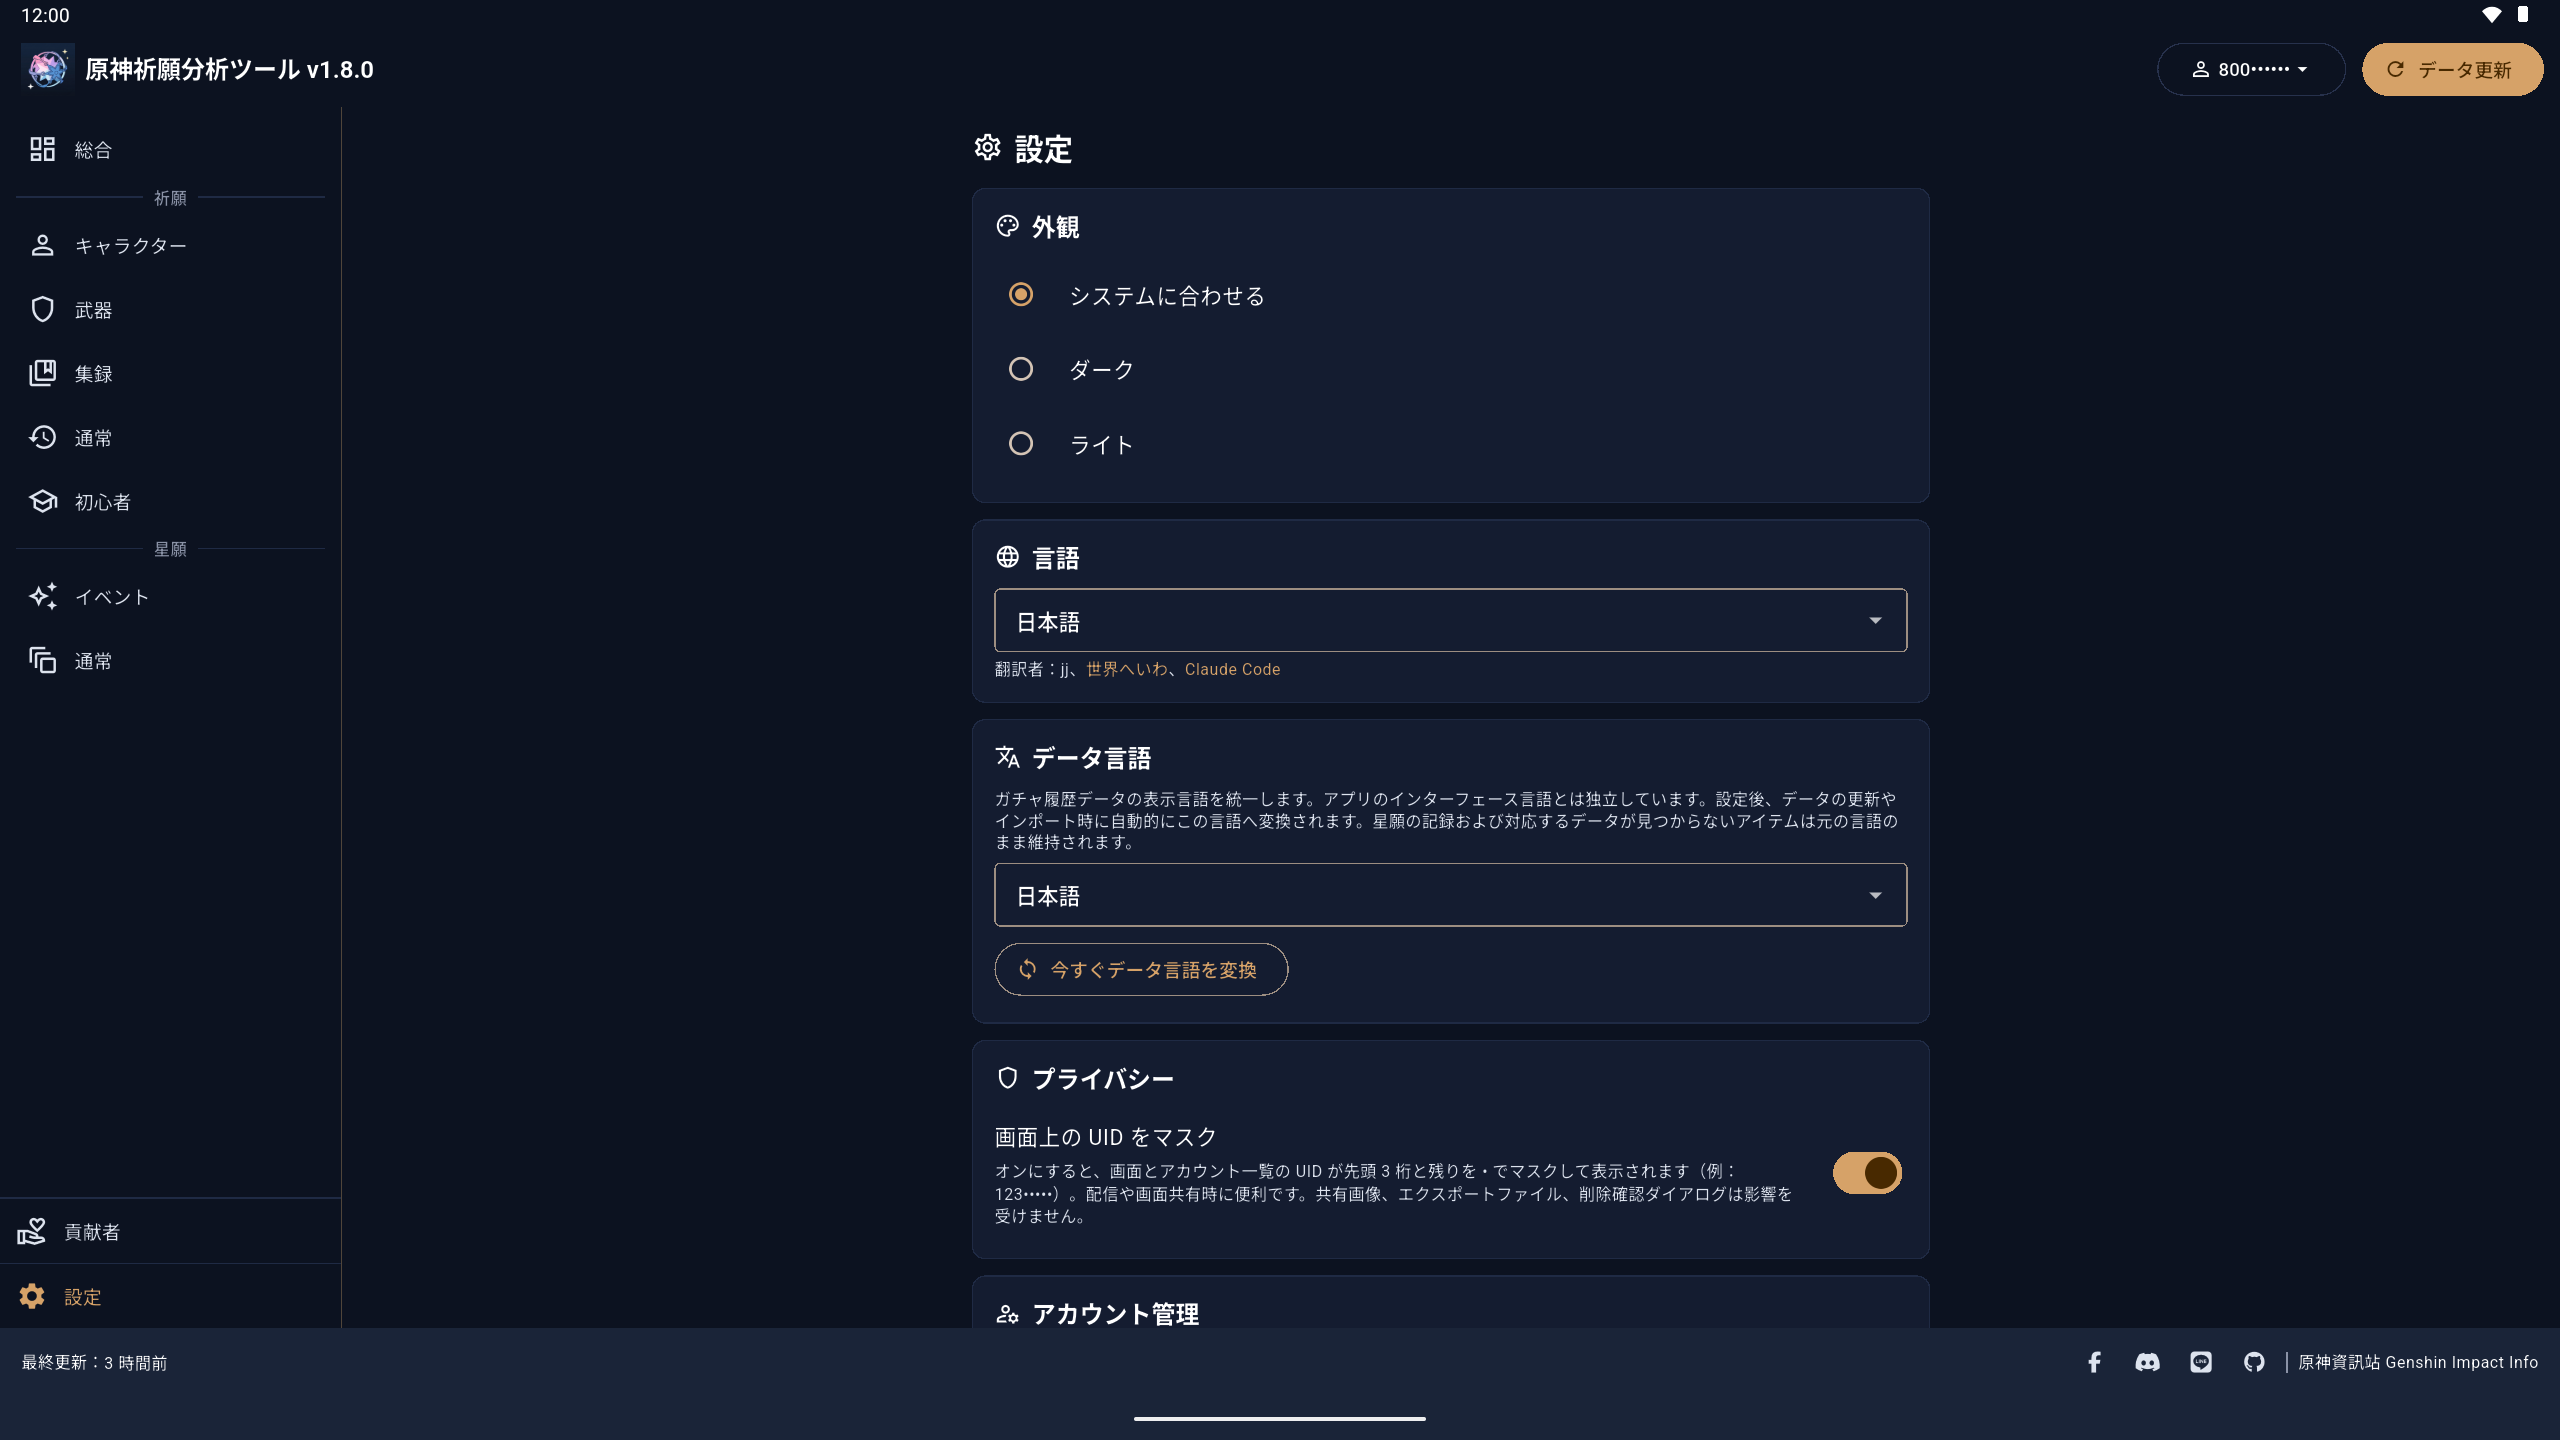 12:00
原神祈願分析ツール v1.8.0
800••••••
データ更新
総合
祈願
キャラクター
武器
集録
通常
初心者
星願
イベント
通常
貢献者
設定
設定
外観
システムに合わせる
ダーク
ライト
言語
日本語
翻訳者：jj、世界へいわ、Claude Code
データ言語
ガチャ履歴データの表示言語を統一します。アプリのインターフェース言語とは独立しています。設定後、データの更新や
インポート時に自動的にこの言語へ変換されます。星願の記録および対応するデータが見つからないアイテムは元の言語の
まま維持されます。
日本語
今すぐデータ言語を変換
プライバシー
画面上の UID をマスク
オンにすると、画面とアカウント一覧の UID が先頭 3 桁と残りを • でマスクして表示されます（例：
123•••••）。配信や画面共有時に便利です。共有画像、エクスポートファイル、削除確認ダイアログは影響を
受けません。
アカウント管理
最終更新：3 時間前
LINE
原神資訊站 Genshin Impact Info